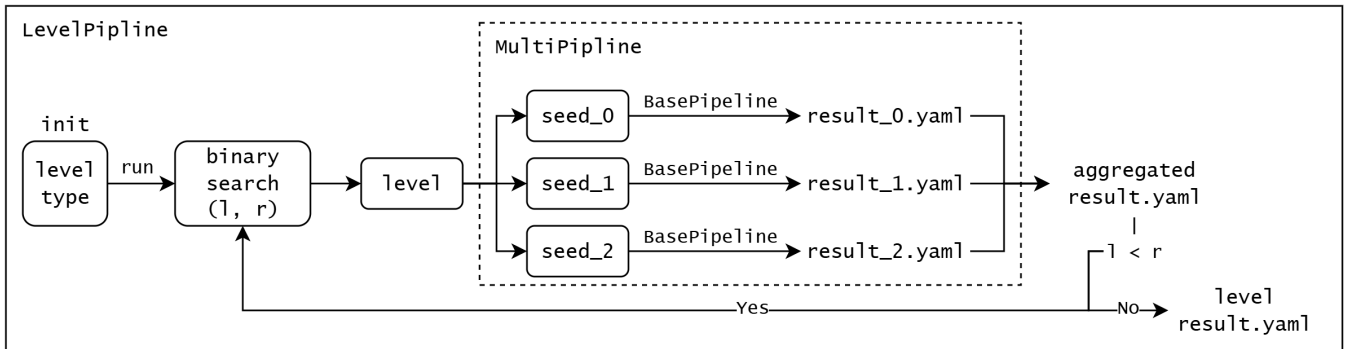 LevelPipline
MultiPipline
init
level
type
run
binary
search
(l, r)
level
seed_0
BasePipeline
result_0.yaml
seed_1
BasePipeline
result_1.yaml
seed_2
BasePipeline
result_2.yaml
aggregated
result.yaml
l < r
Yes
No
level
result.yaml